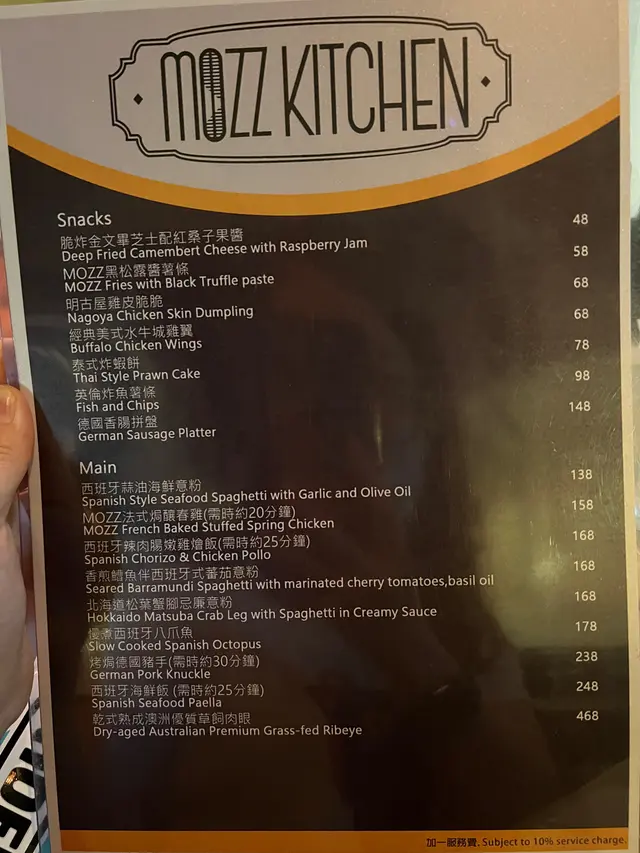 MOZZ KITCHEN
Snacks
脆炸金文畢芝士配紅桑子果醬 48
Deep Fried Camembert Cheese with Raspberry Jam
MOZZ黑松露醬薯條 58
MOZZ Fries with Black Truffle paste
明古屋雞皮脆脆 68
Nagoya Chicken Skin Dumpling
經典美式水牛城雞翼 68
Buffalo Chicken Wings
泰式炸蝦餅 78
Thai Style Prawn Cake
英倫炸魚薯條 98
Fish and Chips
德國香腸拼盤 148
German Sausage Platter
Main
西班牙蒜油海鮮意粉 138
Spanish Style Seafood Spaghetti with Garlic and Olive Oil
MOZZ法式焗釀春雞(需時約20分鐘) 158
MOZZ French Baked Stuffed Spring Chicken
西班牙辣肉腸嫩雞燴飯(需時約25分鐘) 168
Spanish Chorizo & Chicken Pollo
香煎鱸魚伴西班牙式蕃茄意粉 168
Seared Barramundi Spaghetti with marinated cherry tomatoes,basil oil
北海道松葉蟹腳忌廉意粉 168
Hokkaido Matsuba Crab Leg with Spaghetti in Creamy Sauce
慢煮西班牙八爪魚 178
Slow Cooked Spanish Octopus
烤焗德國豬手(需時約30分鐘) 238
German Pork Knuckle
西班牙海鮮飯 (需時約25分鐘) 248
Spanish Seafood Paella
乾式熟成澳洲優質草飼肉眼 468
Dry-aged Australian Premium Grass-fed Ribeye
加一服務費. Subject to 10% service charge.